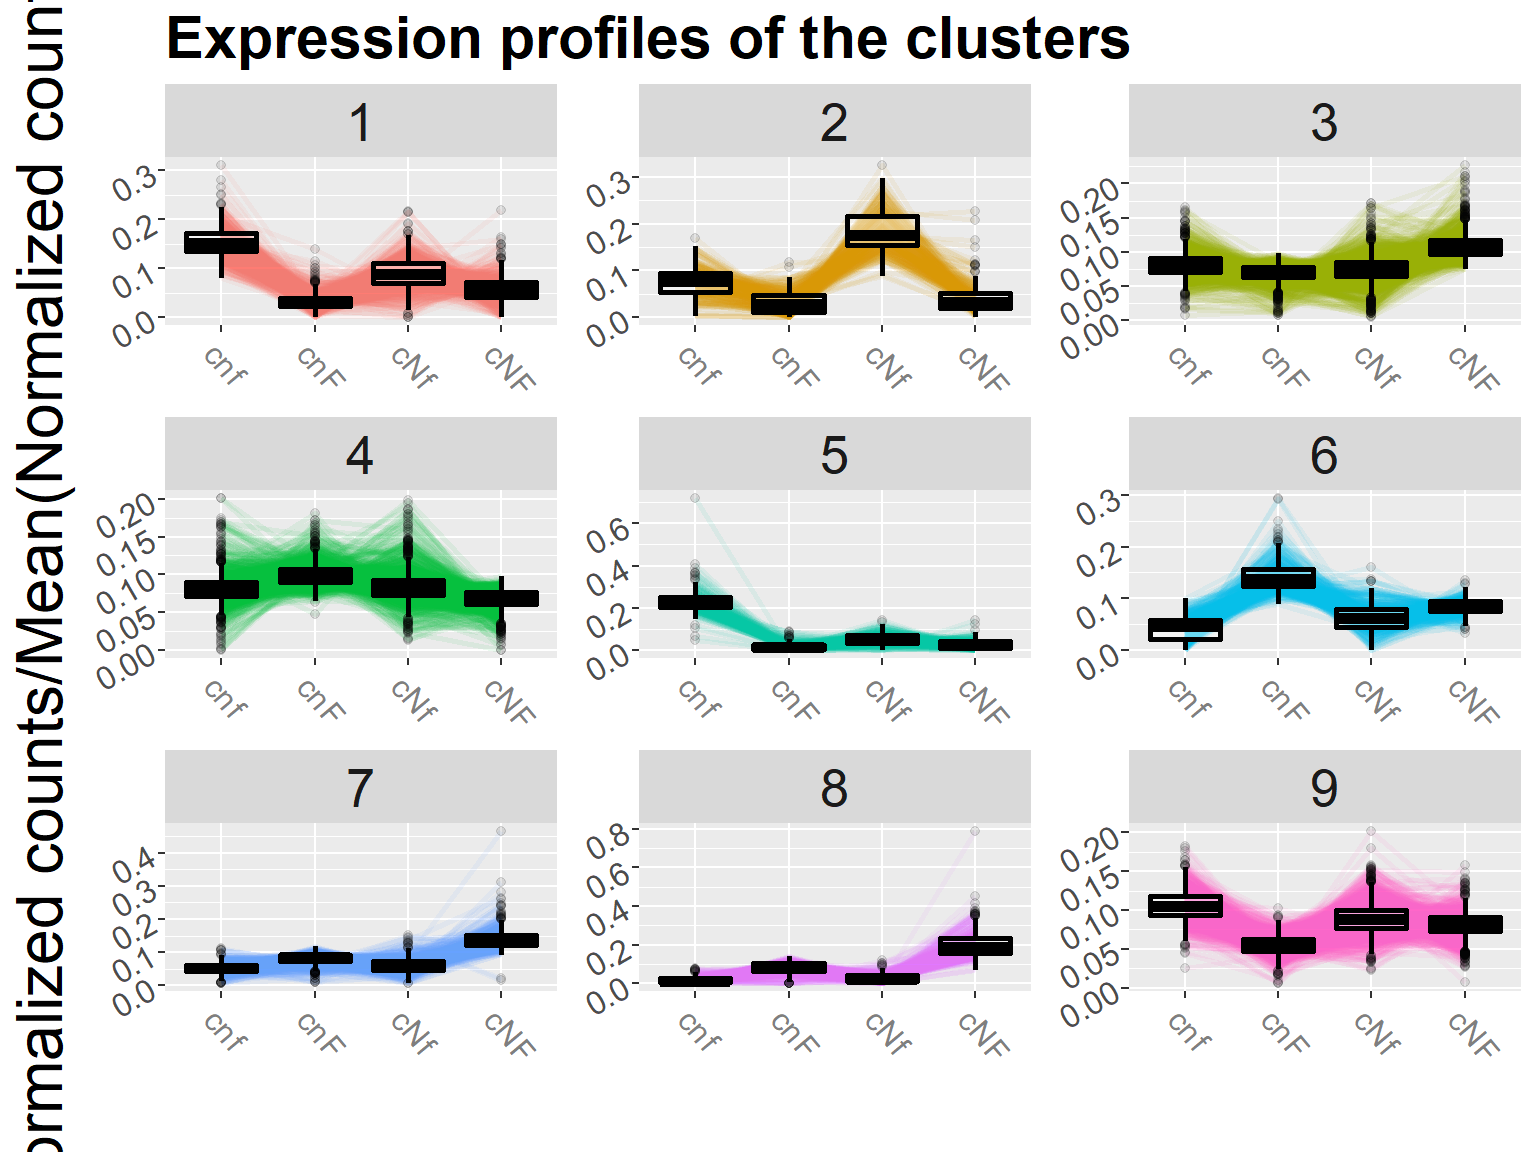 Expression profiles of the clusters
ormalized counts/Mean(Normalized coun
1
0.3
0.2
0.1
0.0
cnf
cnF
cNf
cNF
2
0.3
0.2
0.1
0.0
cnf
cnF
cNf
cNF
3
0.20
0.15
0.10
0.05
0.00
cnf
cnF
cNf
cNF
4
0.20
0.15
0.10
0.05
0.00
cnf
cnF
cNf
cNF
5
0.6
0.4
0.2
0.0
cnf
cnF
cNf
cNF
6
0.3
0.2
0.1
0.0
cnf
cnF
cNf
cNF
7
0.4
0.3
0.2
0.1
0.0
cnf
cnF
cNf
cNF
8
0.8
0.6
0.4
0.2
0.0
cnf
cnF
cNf
cNF
9
0.20
0.15
0.10
0.05
0.00
cnf
cnF
cNf
cNF